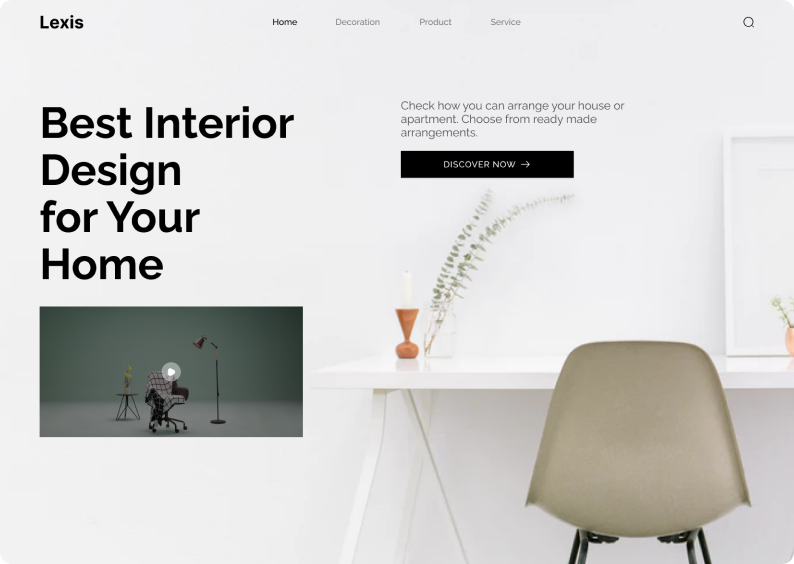 Lexis
Home
Decoration
Product
Service
Best Interior
Design
for Your
Home
Check how you can arrange your house or
apartment. Choose from ready made
arrangements.
DISCOVER NOW →